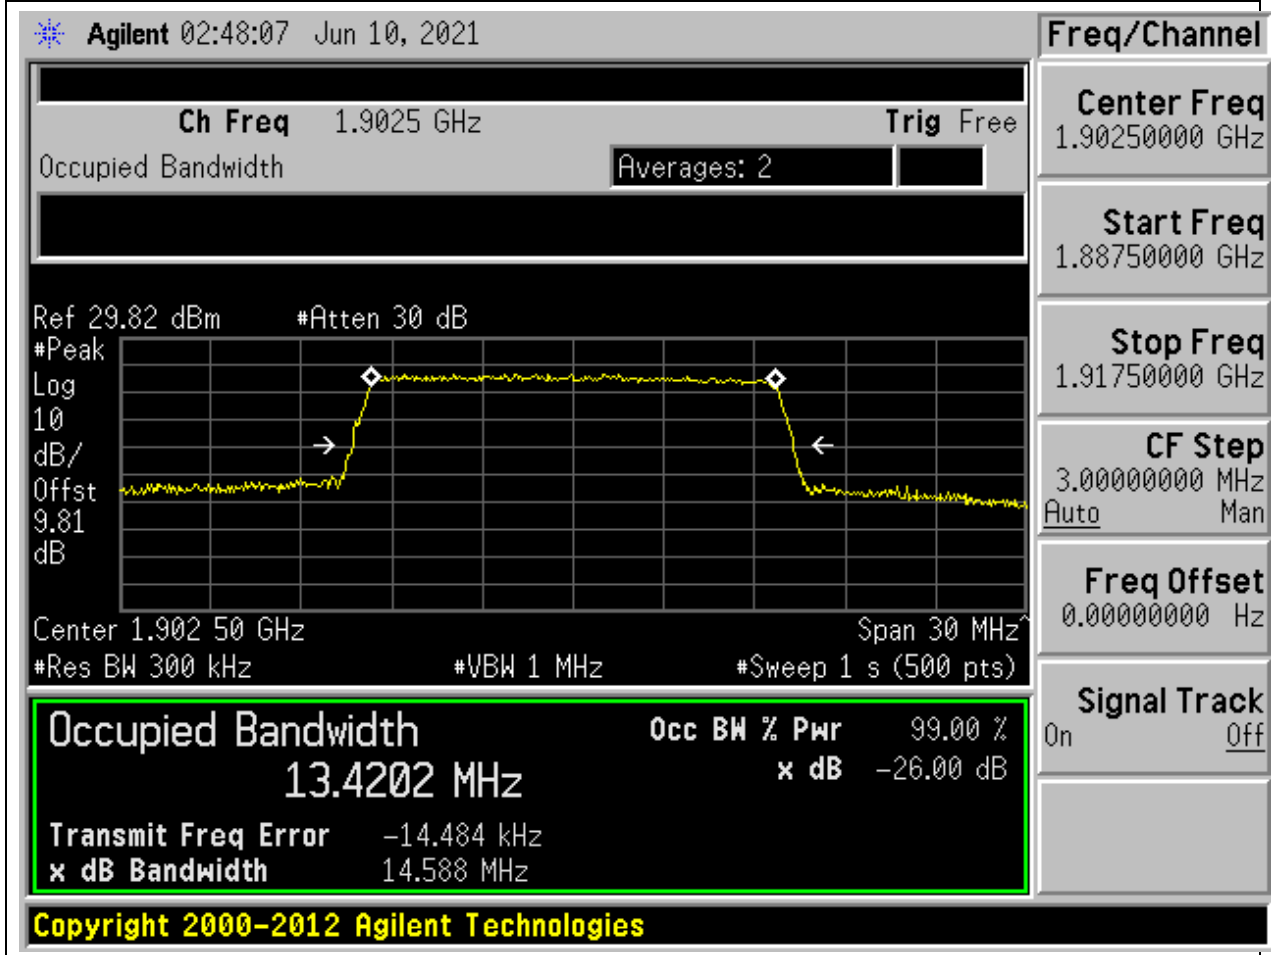 Agilent 02:48:07 Jun 10, 2021
Freq/Channel
Ch Freq 1.9025 GHz Trig Free
Occupied Bandwidth Averages: 2
Center Freq
1.90250000 GHz
Start Freq
1.88750000 GHz
Stop Freq
1.91750000 GHz
CF Step
3.00000000 MHz
Auto Man
Freq Offset
0.00000000 Hz
Signal Track
On Off
Ref 29.82 dBm #Atten 30 dB
#Peak
Log
10
dB/
Offst
9.81
dB
Center 1.902 50 GHz Span 30 MHz^
#Res BW 300 kHz #VBW 1 MHz #Sweep 1 s (500 pts)
Occupied Bandwidth Occ BW % Pwr 99.00 %
13.4202 MHz x dB -26.00 dB
Transmit Freq Error -14.484 kHz
x dB Bandwidth 14.588 MHz
Copyright 2000-2012 Agilent Technologies